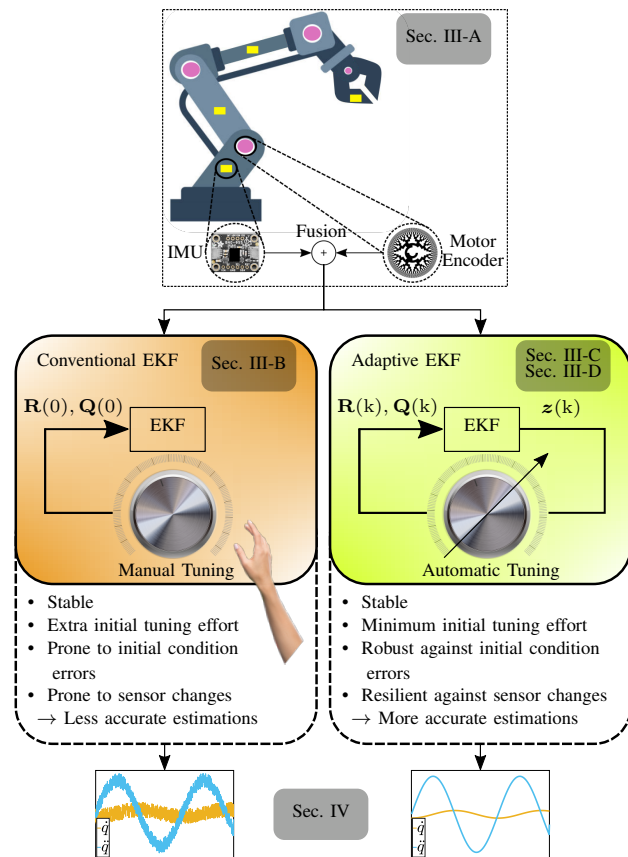 Sec. III-A
Fusion
IMU
+
Motor
Encoder
Conventional EKF
Sec. III-B
R(0), Q(0)
EKF
Manual Tuning
• Stable
• Extra initial tuning effort
• Prone to initial condition
errors
• Prone to sensor changes
→ Less accurate estimations
Adaptive EKF
Sec. III-C
Sec. III-D
R(k), Q(k)
z(k)
EKF
Automatic Tuning
• Stable
• Minimum initial tuning effort
• Robust against initial condition
errors
• Resilient against sensor changes
→ More accurate estimations
q̇
q̈
Sec. IV
q̇
q̈